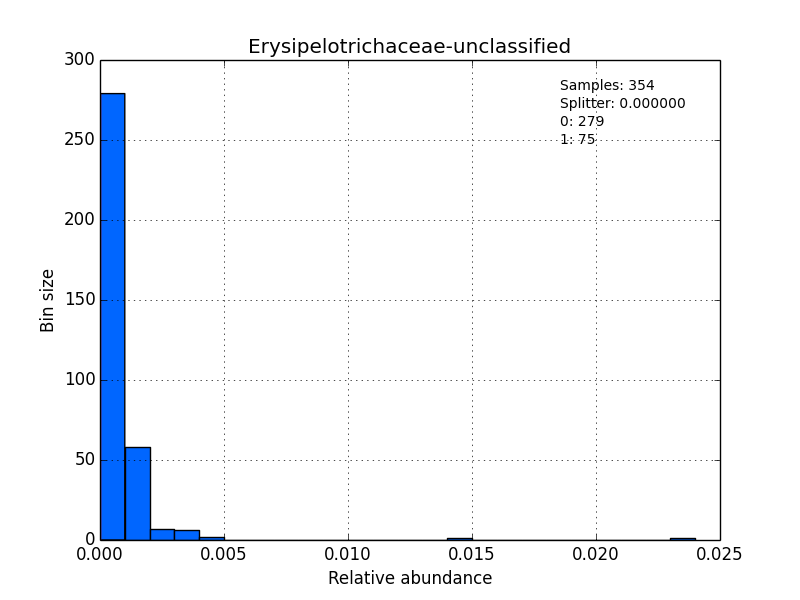 Erysipelotrichaceae-unclassified
Samples: 354
Splitter: 0.000000
0: 279
1: 75
300
250
200
150
100
50
0
Bin size
0.000 0.005 0.010 0.015 0.020 0.025
Relative abundance